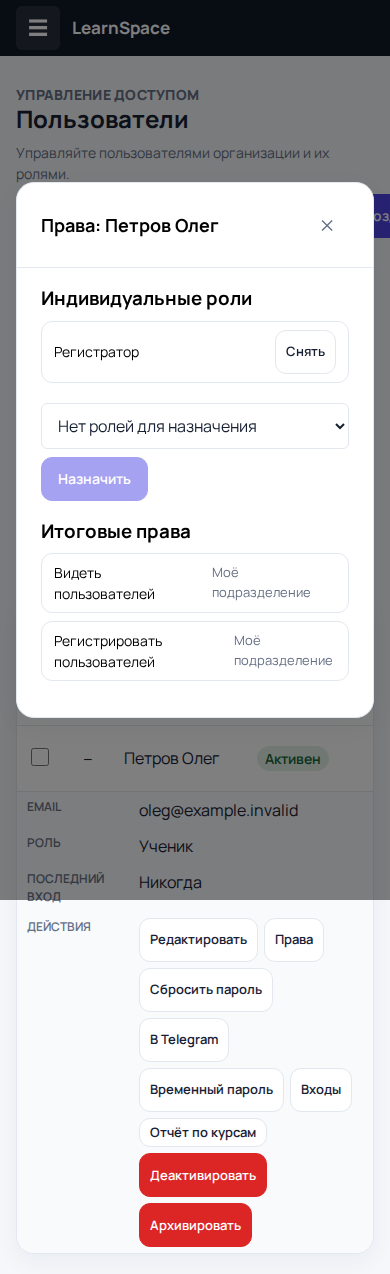 ☰ LearnSpace
УПРАВЛЕНИЕ ДОСТУПОМ
Пользователи
Управляйте пользователями организации и их
ролями.
Права: Петров Олег ×
Индивидуальные роли
Регистратор Снять
Нет ролей для назначения
Назначить
Итоговые права
Видеть Моё
пользователей подразделение
Регистрировать Моё
пользователей подразделение
– Петров Олег Активен
EMAIL oleg@example.invalid
РОЛЬ Ученик
ПОСЛЕДНИЙ Никогда
ВХОД
ДЕЙСТВИЯ Редактировать Права
Сбросить пароль
В Telegram
Временный пароль Входы
Отчёт по курсам
Деактивировать
Архивировать